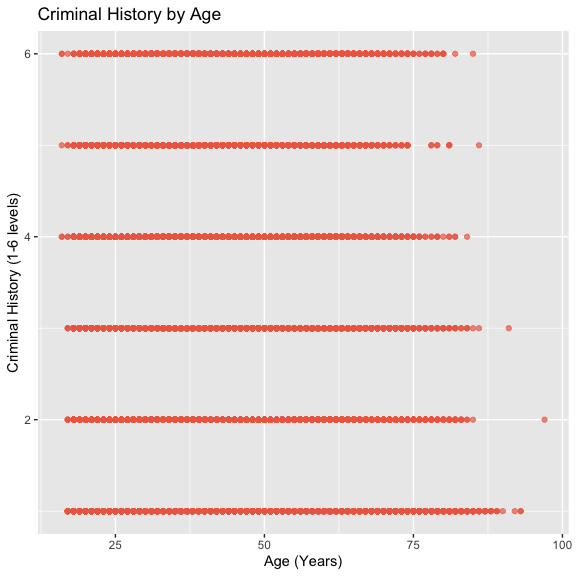 Criminal History by Age
Criminal History (1-6 levels)
6
4
2
25 50 75 100
Age (Years)